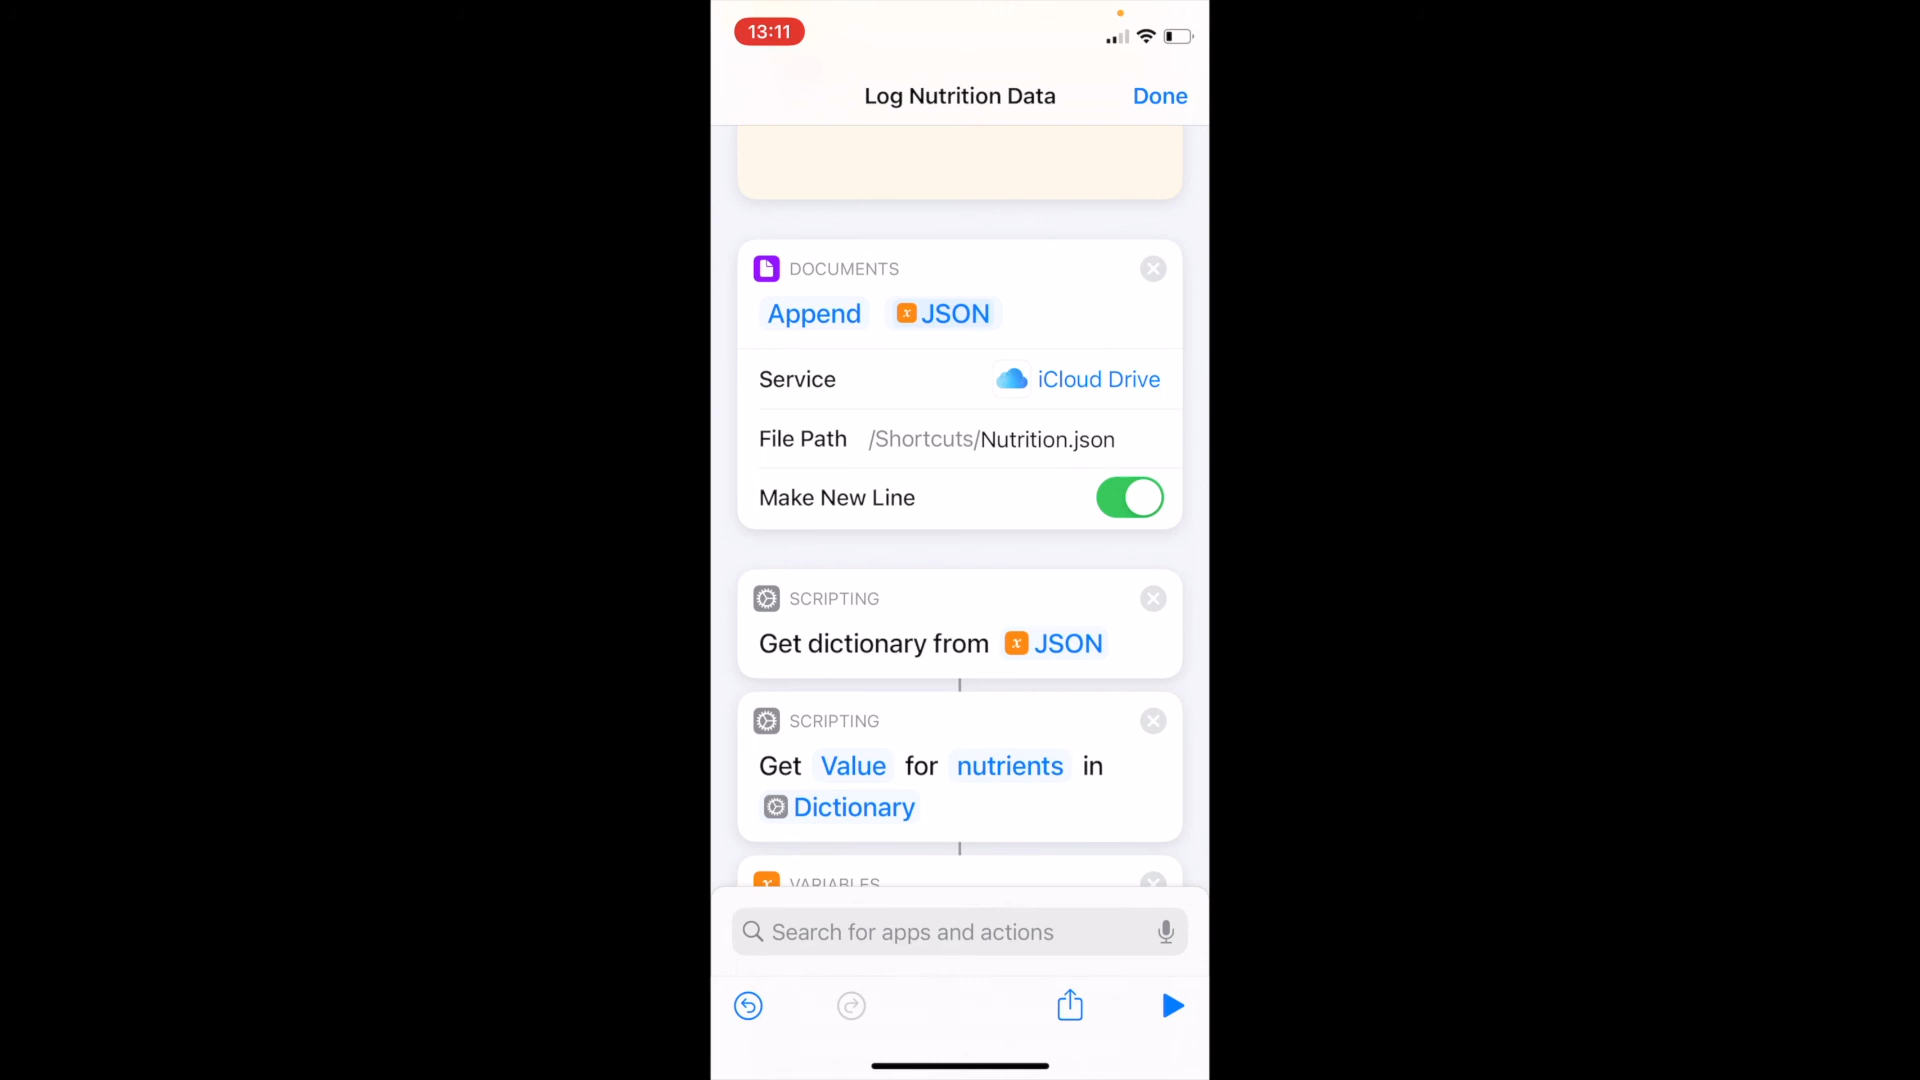 13:11
Log Nutrition Data
Done
DOCUMENTS
Append JSON
Service iCloud Drive
File Path /Shortcuts/Nutrition.json
Make New Line
SCRIPTING
Get dictionary from JSON
SCRIPTING
Get Value for nutrients in
Dictionary
VARIABLES
Search for apps and actions